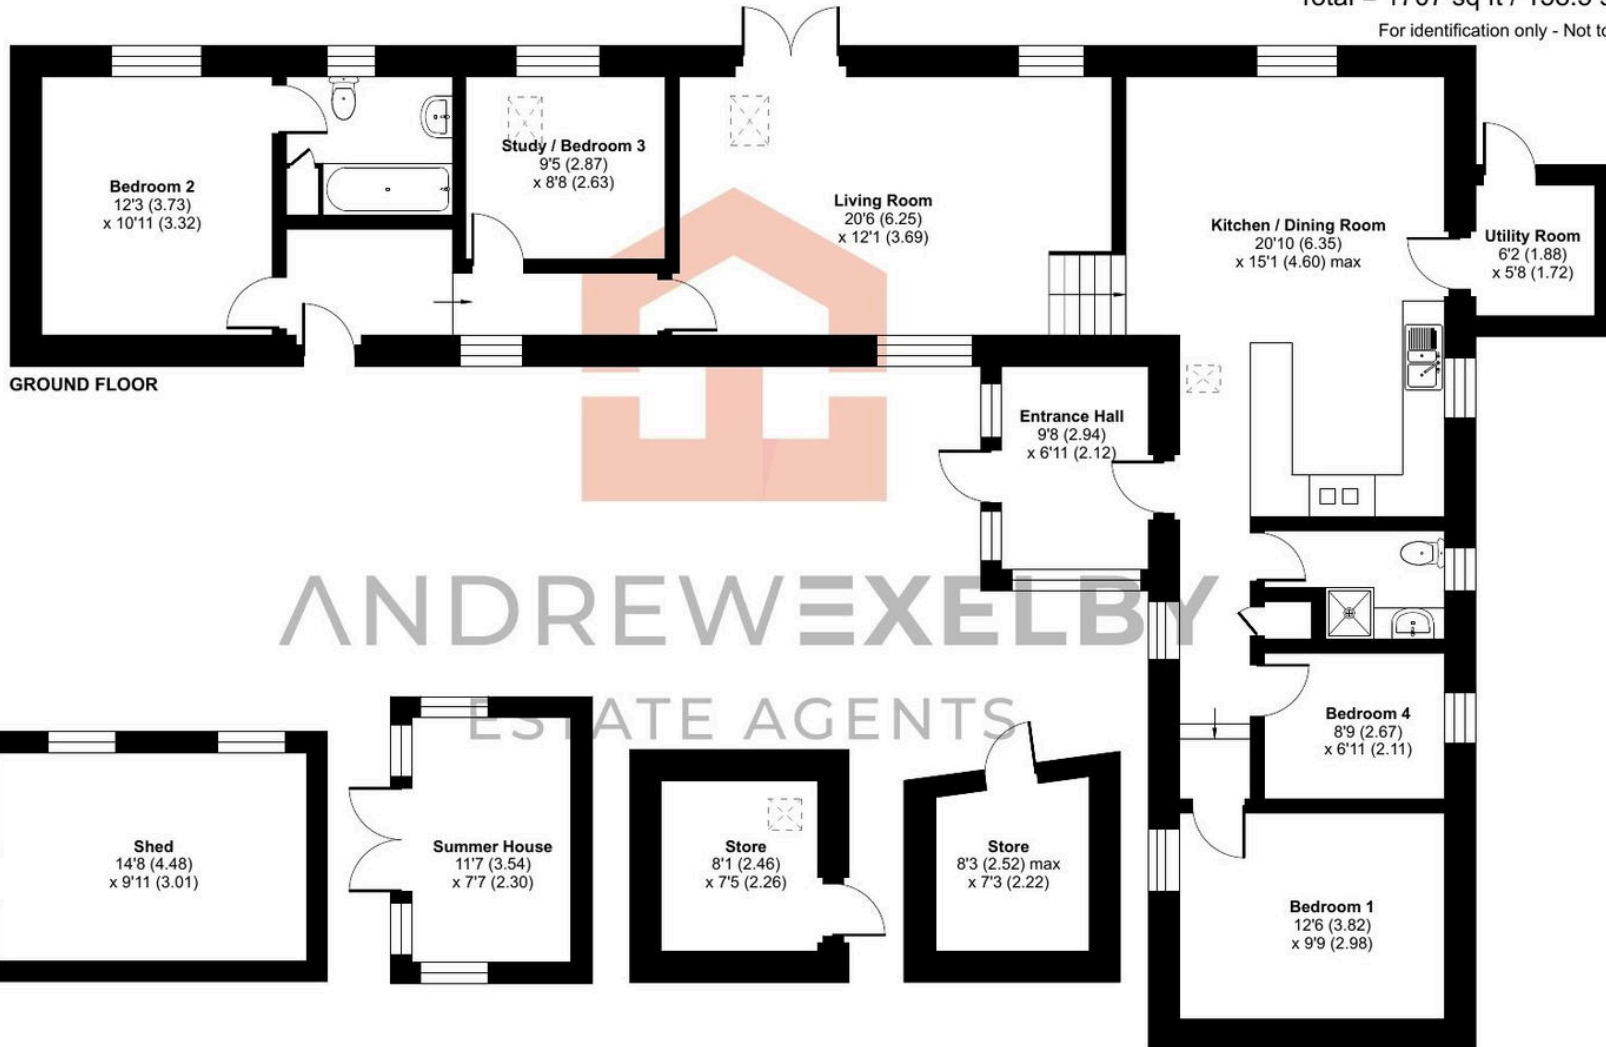 For identification only - Not to
Bedroom 2
12'3 (3.73)
x 10'11 (3.32)
Study / Bedroom 3
9'5 (2.87)
x 8'8 (2.63)
Living Room
20'6 (6.25)
x 12'1 (3.69)
Kitchen / Dining Room
20'10 (6.35)
x 15'1 (4.60) max
Utility Room
6'2 (1.88)
x 5'8 (1.72)
GROUND FLOOR
Entrance Hall
9'8 (2.94)
x 6'11 (2.12)
ANDREW EXELBY
ESTATE AGENTS
Bedroom 4
8'9 (2.67)
x 6'11 (2.11)
Shed
14'8 (4.48)
x 9'11 (3.01)
Summer House
11'7 (3.54)
x 7'7 (2.30)
Store
8'1 (2.46)
x 7'5 (2.26)
Store
8'3 (2.52) max
x 7'3 (2.22)
Bedroom 1
12'6 (3.82)
x 9'9 (2.98)